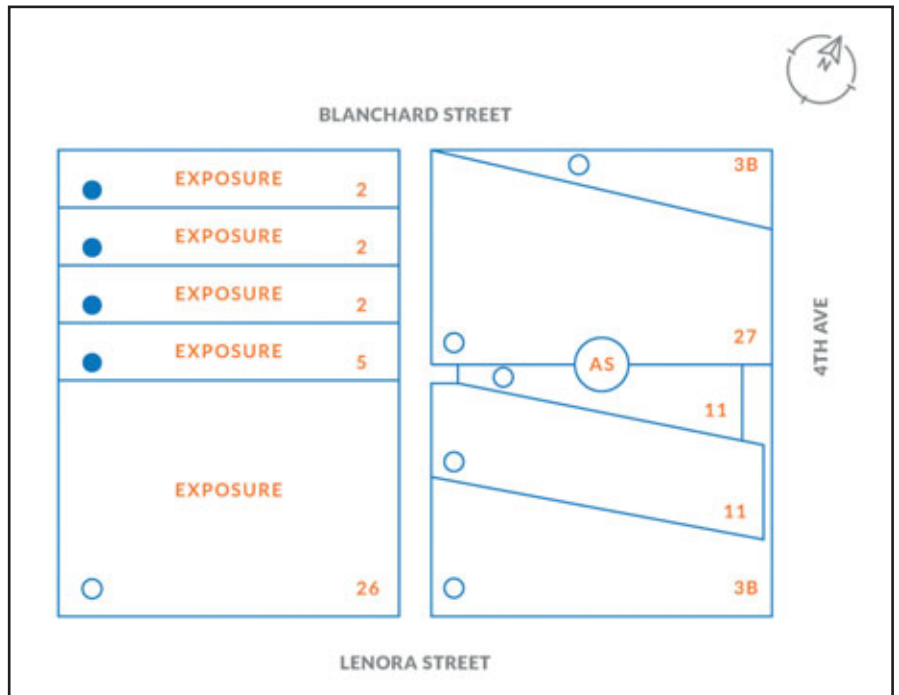 N
BLANCHARD STREET
EXPOSURE 2
3B
EXPOSURE 2
EXPOSURE 2
27
4TH AVE
EXPOSURE 5
AS
11
EXPOSURE
11
26
3B
LENORA STREET